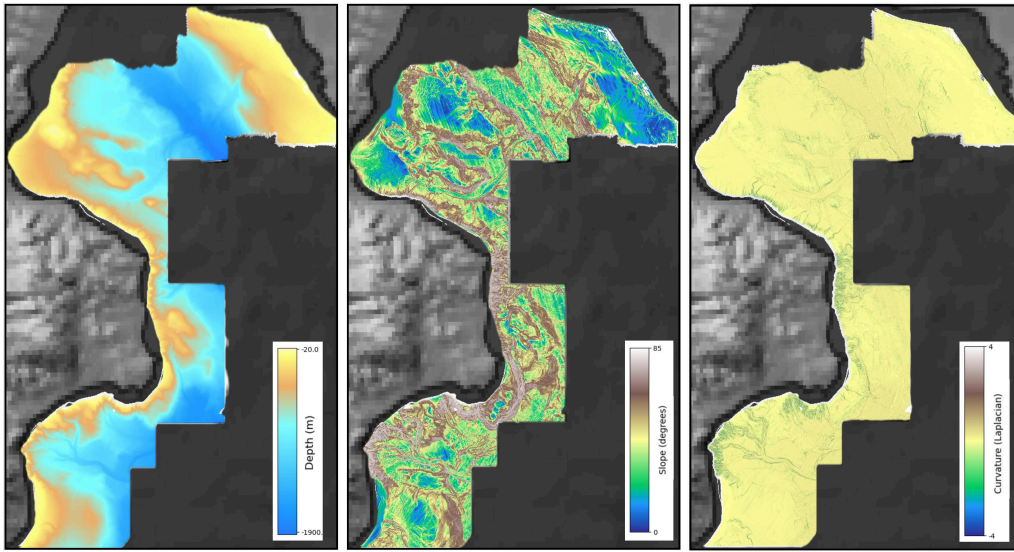 -20.0
Depth (m)
-1900.
85
Slope (degrees)
0
4
Curvature (Laplacian)
-4